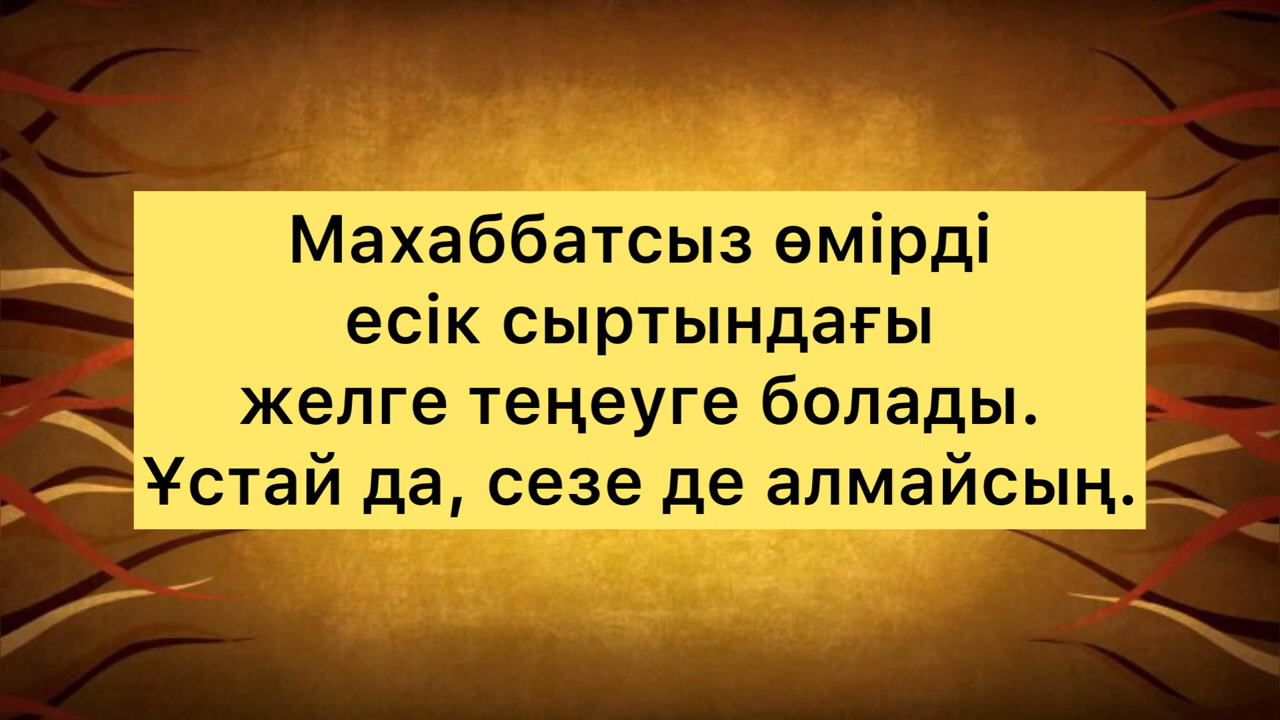 Махаббатсыз өмірді
есік сыртындағы
желге теңеуге болады.
Ұстай да, сезе де алмайсың.